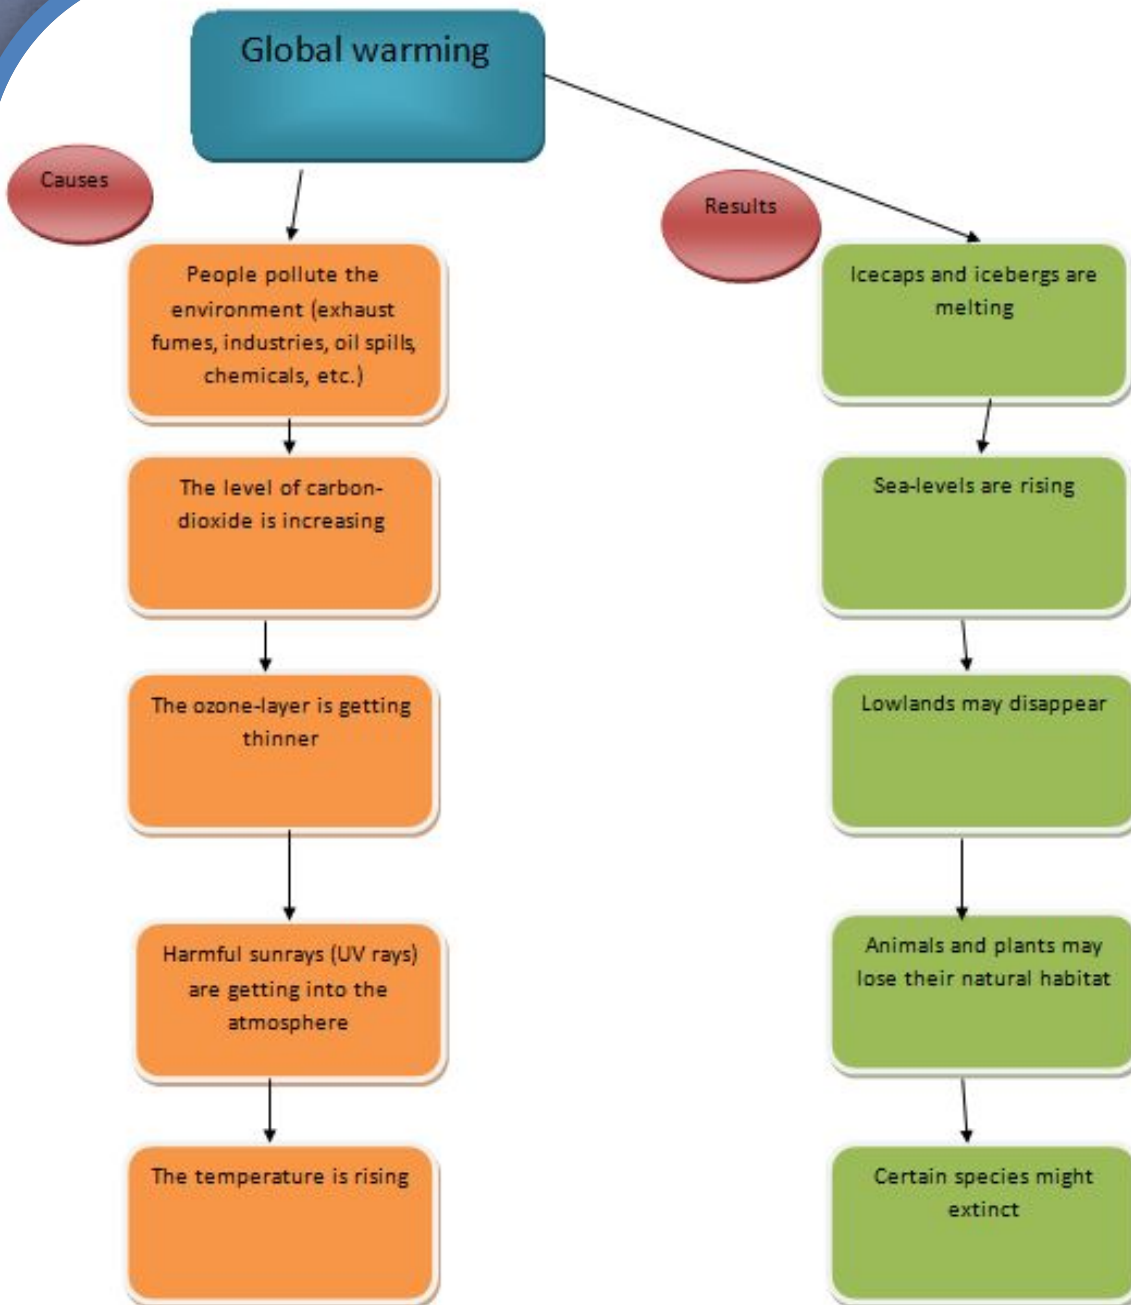 Global warming
Causes
People pollute the
environment (exhaust
fumes, industries, oil spills,
chemicals, etc.)
The level of carbon-
dioxide is increasing
The ozone-layer is getting
thinner
Harmful sunrays (UV rays)
are getting into the
atmosphere
The temperature is rising
Results
Icecaps and icebergs are
melting
Sea-levels are rising
Lowlands may disappear
Animals and plants may
lose their natural habitat
Certain species might
extinct